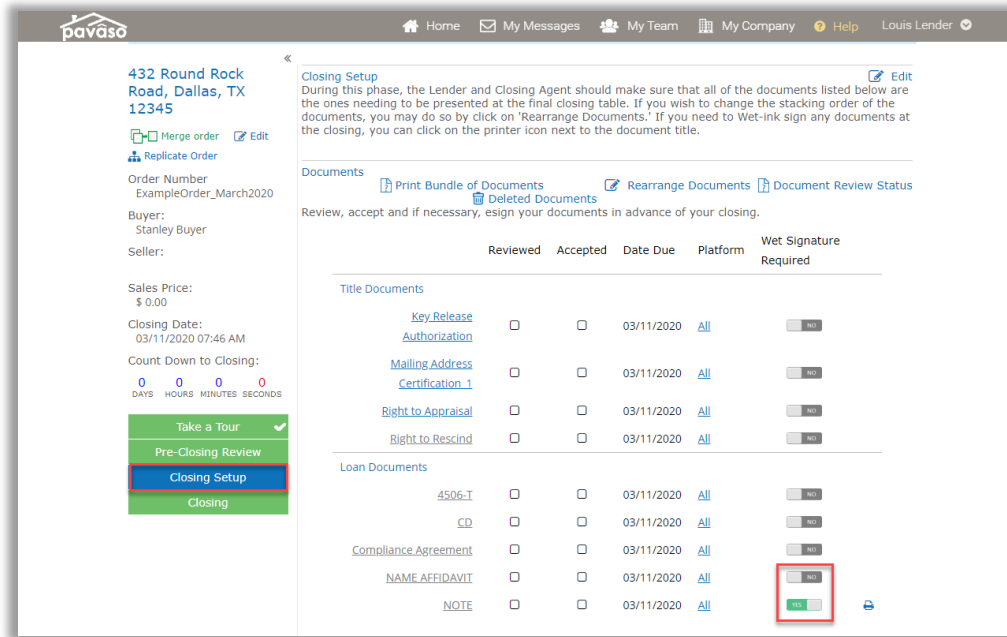 pavaso
Home My Messages My Team My Company Help Louis Lender
«
432 Round Rock
Road, Dallas, TX
12345
Merge order Edit
Replicate Order
Order Number
ExampleOrder_March2020
Buyer:
Stanley Buyer
Seller:
Sales Price:
$ 0.00
Closing Date:
03/11/2020 07:46 AM
Count Down to Closing:
0 0 0 0
DAYS HOURS MINUTES SECONDS
Take a Tour
Pre-Closing Review
Closing Setup
Closing
Closing Setup Edit
During this phase, the Lender and Closing Agent should make sure that all of the documents listed below are
the ones needing to be presented at the final closing table. If you wish to change the stacking order of the
documents, you may do so by click on 'Rearrange Documents.' If you need to Wet-ink sign any documents at
the closing, you can click on the printer icon next to the document title.
Documents
Print Bundle of Documents Rearrange Documents Document Review Status
Deleted Documents
Review, accept and if necessary, esign your documents in advance of your closing.
Reviewed Accepted Date Due Platform Wet Signature
Required
Title Documents
Key Release
Authorization 03/11/2020 All NO
Mailing Address
Certification_1 03/11/2020 All NO
Right to Appraisal 03/11/2020 All NO
Right to Rescind 03/11/2020 All NO
Loan Documents
4506-T 03/11/2020 All NO
CD 03/11/2020 All NO
Compliance Agreement 03/11/2020 All NO
NAME AFFIDAVIT 03/11/2020 All NO
NOTE 03/11/2020 All YES